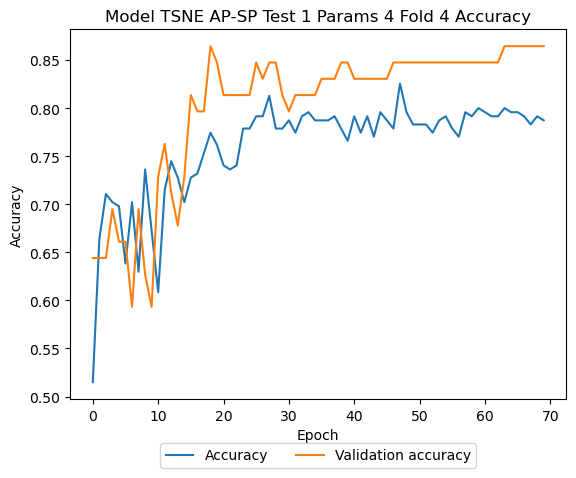 Model TSNE AP-SP Test 1 Params 4 Fold 4 Accuracy
Accuracy
0.85
0.80
0.75
0.70
0.65
0.60
0.55
0.50
0 10 20 30 40 50 60 70
Epoch
Accuracy Validation accuracy